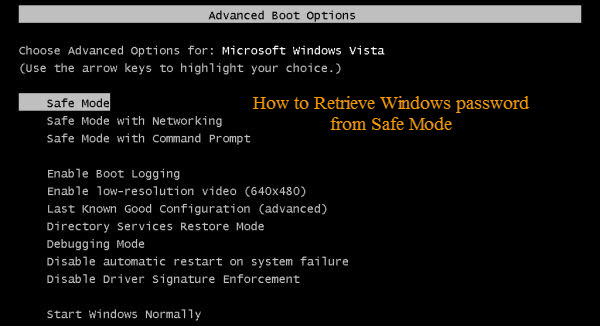 Advanced Boot Options
Choose Advanced Options for: Microsoft Windows Vista
(Use the arrow keys to highlight your choice.)
Safe Mode
Safe Mode with Networking
Safe Mode with Command Prompt
How to Retrieve Windows password
from Safe Mode
Enable Boot Logging
Enable low-resolution video (640x480)
Last Known Good Configuration (advanced)
Directory Services Restore Mode
Debugging Mode
Disable automatic restart on system failure
Disable Driver Signature Enforcement
Start Windows Normally